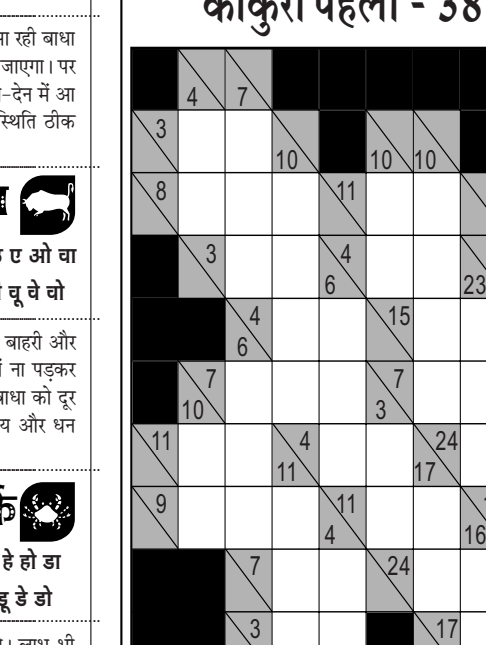 काकुरो पहेली - 38
रही बाधा
जाएगा। पर
में आ
ठीक
ए ओ चा
चू वे वो
बाहरी और
ना पड़कर
को दूर
और धन
हे हो डा
डू डे डो
4 7
3 10 10 10
8 11
3 4 6 23
4 6 15
7 10 7 3
11 4 11 24 17
9 11 4 16
7 24
3 17